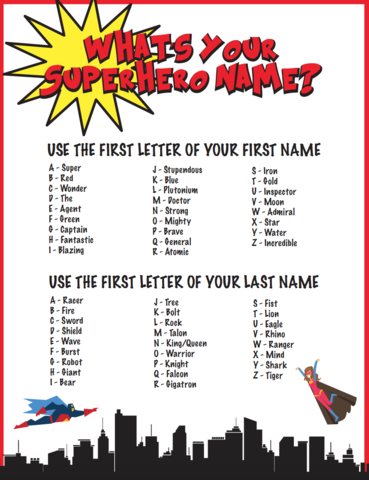 WHAT'S YOUR
SUPERHERO NAME?
USE THE FIRST LETTER OF YOUR FIRST NAME
A - Super
B - Red
C - Wonder
D - The
E - Agent
F - Green
G - Captain
H - Fantastic
I - Blazing
J - Stupendous
K - Blue
L - Plutonium
M - Doctor
N - Strong
O - Mighty
P - Brave
Q - General
R - Atomic
S - Iron
T - Gold
U - Inspector
V - Moon
W - Admiral
X - Star
Y - Water
Z - Incredible
USE THE FIRST LETTER OF YOUR LAST NAME
A - Racer
B - Fire
C - Sword
D - Shield
E - Wave
F - Burst
G - Robot
H - Giant
I - Bear
J - Tree
K - Bolt
L - Rock
M - Talon
N - King/Queen
O - Warrior
P - Knight
Q - Falcon
R - Gigatron
S - Fist
T - Lion
U - Eagle
V - Rhino
W - Ranger
X - Mind
Y - Shark
Z - Tiger